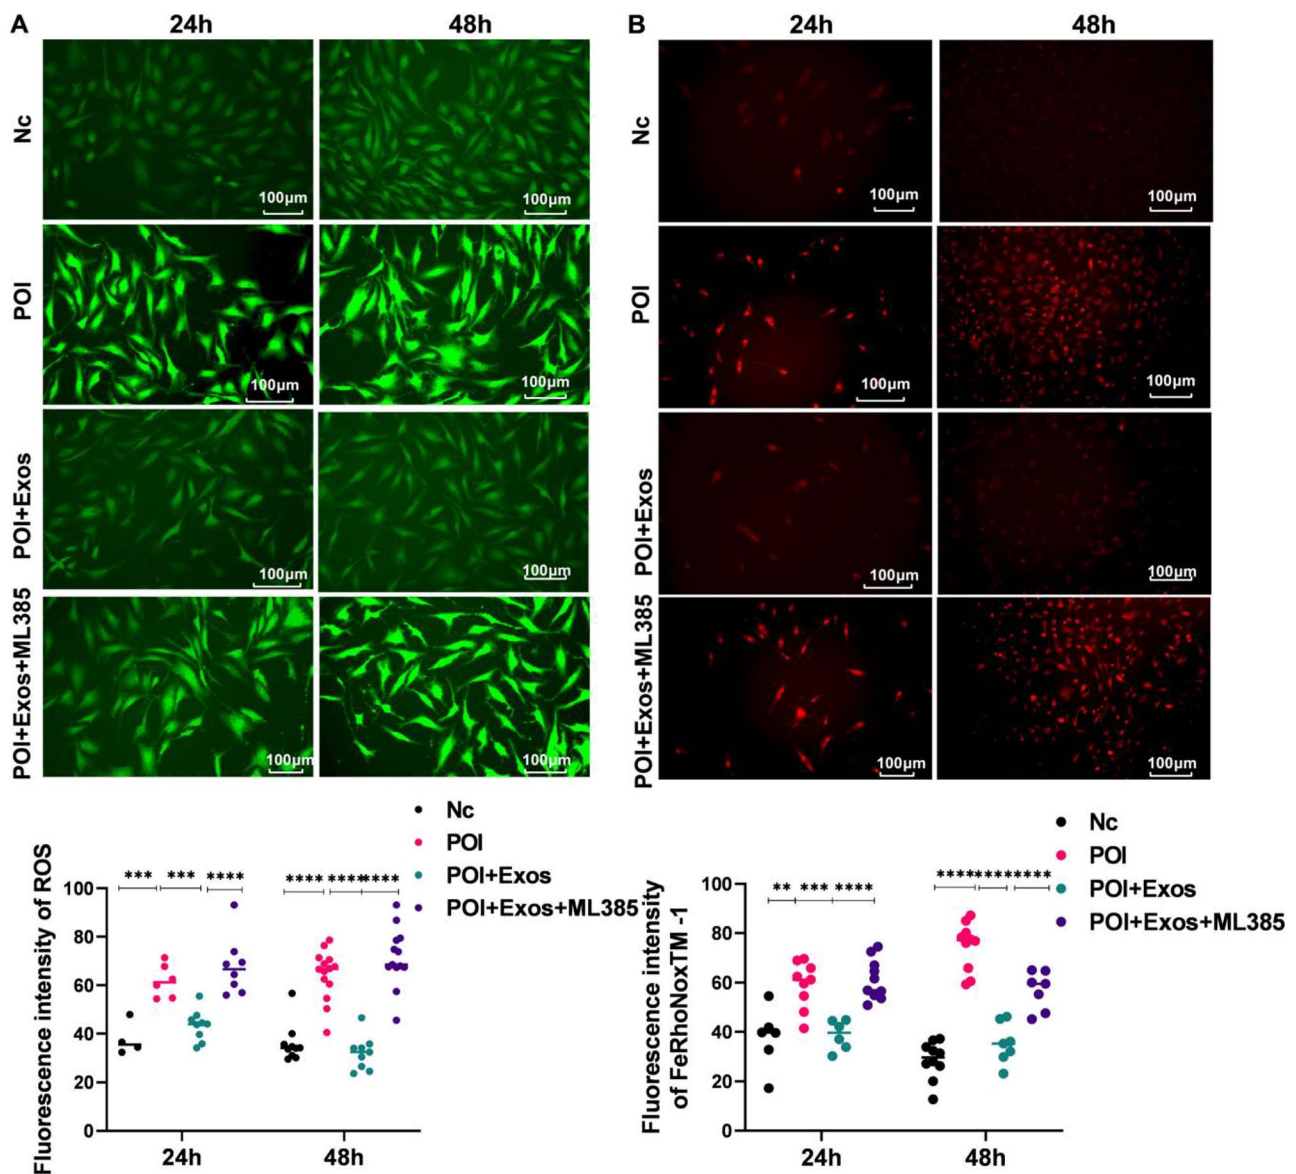 A
24h
48h
Nc
100µm
100µm
POI
100µm
100µm
POI+Exos
100µm
100µm
POI+Exos+ML385
100µm
100µm
B
24h
48h
Nc
100µm
100µm
POI
100µm
100µm
POI+Exos
100µm
100µm
POI+Exos+ML385
100µm
100µm
Nc
POI
POI+Exos
POI+Exos+ML385
Fluorescence intensity of ROS
100
80
60
40
20
0
*** *** **** **** **** ****
24h
48h
Nc
POI
POI+Exos
POI+Exos+ML385
Fluorescence intensity
of FeRhoNoxTM -1
100
80
60
40
20
0
** *** **** **** **** ****
24h
48h